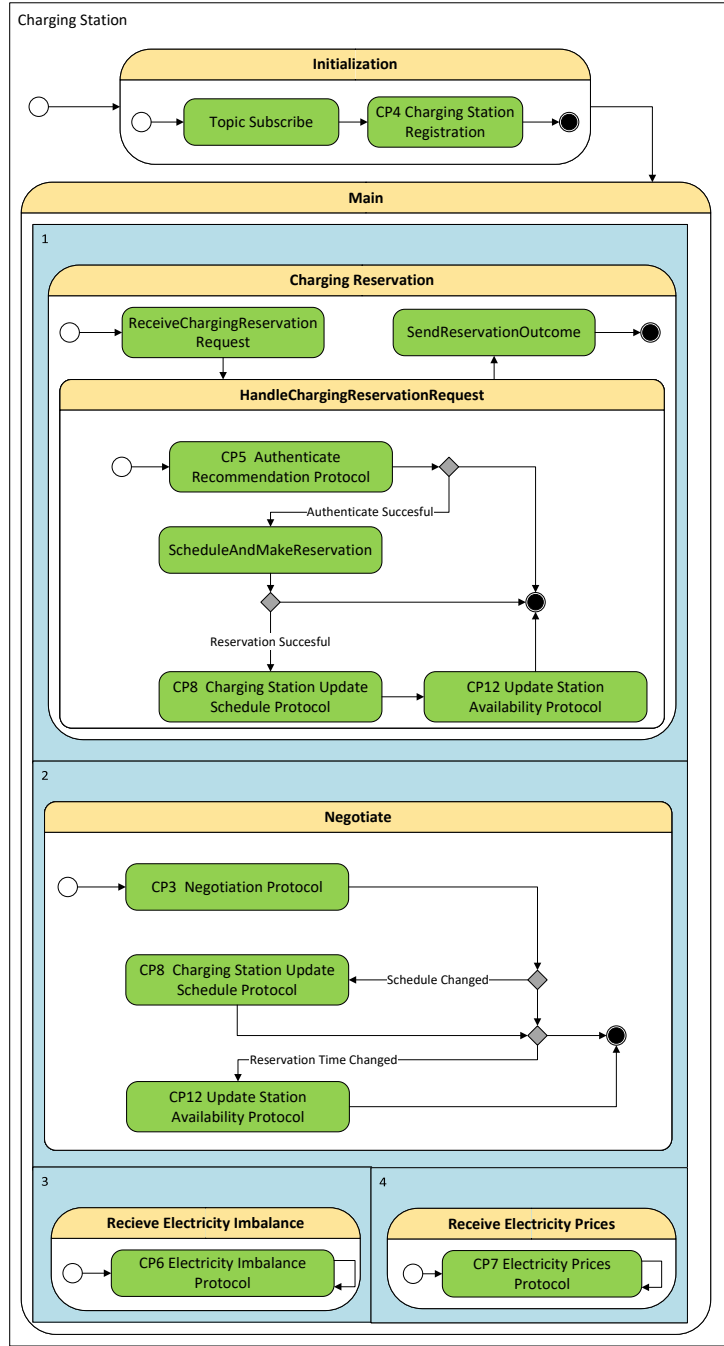 Charging Station
Initialization
Topic Subscribe
CP4 Charging Station
Registration
Main
1
Charging Reservation
ReceiveChargingReservation
Request
SendReservationOutcome
HandleChargingReservationRequest
CP5  Authenticate
Recommendation Protocol
Authenticate Succesful
ScheduleAndMakeReservation
Reservation Succesful
CP8  Charging Station Update
Schedule Protocol
CP12 Update Station
Availability Protocol
2
Negotiate
CP3  Negotiation Protocol
CP8  Charging Station Update
Schedule Protocol
Schedule Changed
Reservation Time Changed
CP12 Update Station
Availability Protocol
3
Recieve Electricity Imbalance
CP6 Electricity Imbalance
Protocol
4
Receive Electricity Prices
CP7 Electricity Prices
Protocol